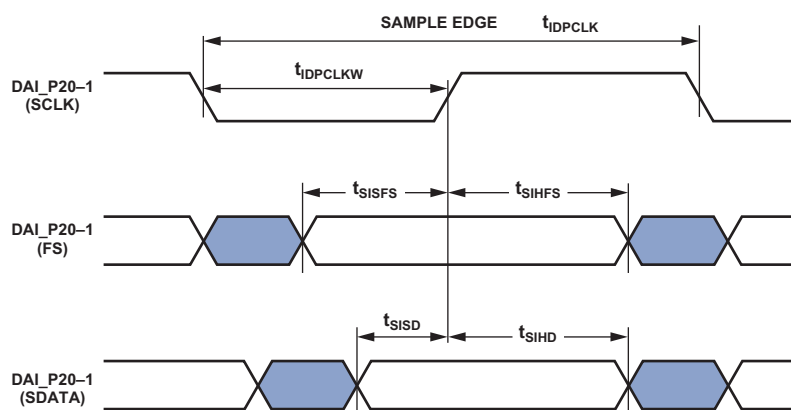 SAMPLE EDGE
tIDPCLK
tIDPCLKW
DAI_P20–1
(SCLK)
tSISFS
tSIHFS
DAI_P20–1
(FS)
tSISD
tSIHD
DAI_P20–1
(SDATA)